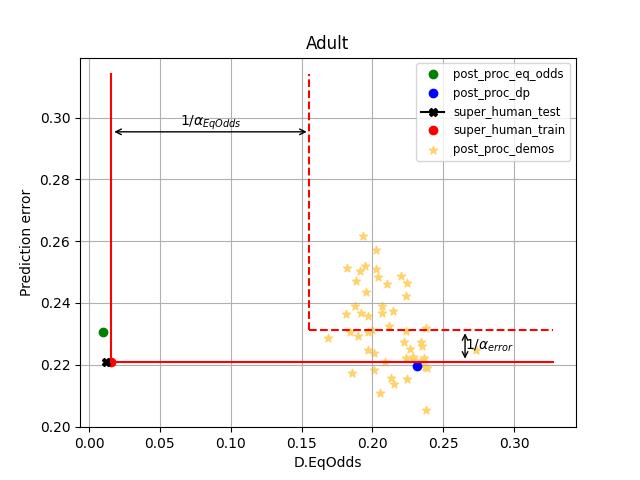 Adult
post_proc_eq_odds
post_proc_dp
super_human_test
super_human_train
post_proc_demos
1/α_EqOdds
1/α_error
Prediction error
0.30
0.28
0.26
0.24
0.22
0.20
0.00 0.05 0.10 0.15 0.20 0.25 0.30
D.EqOdds